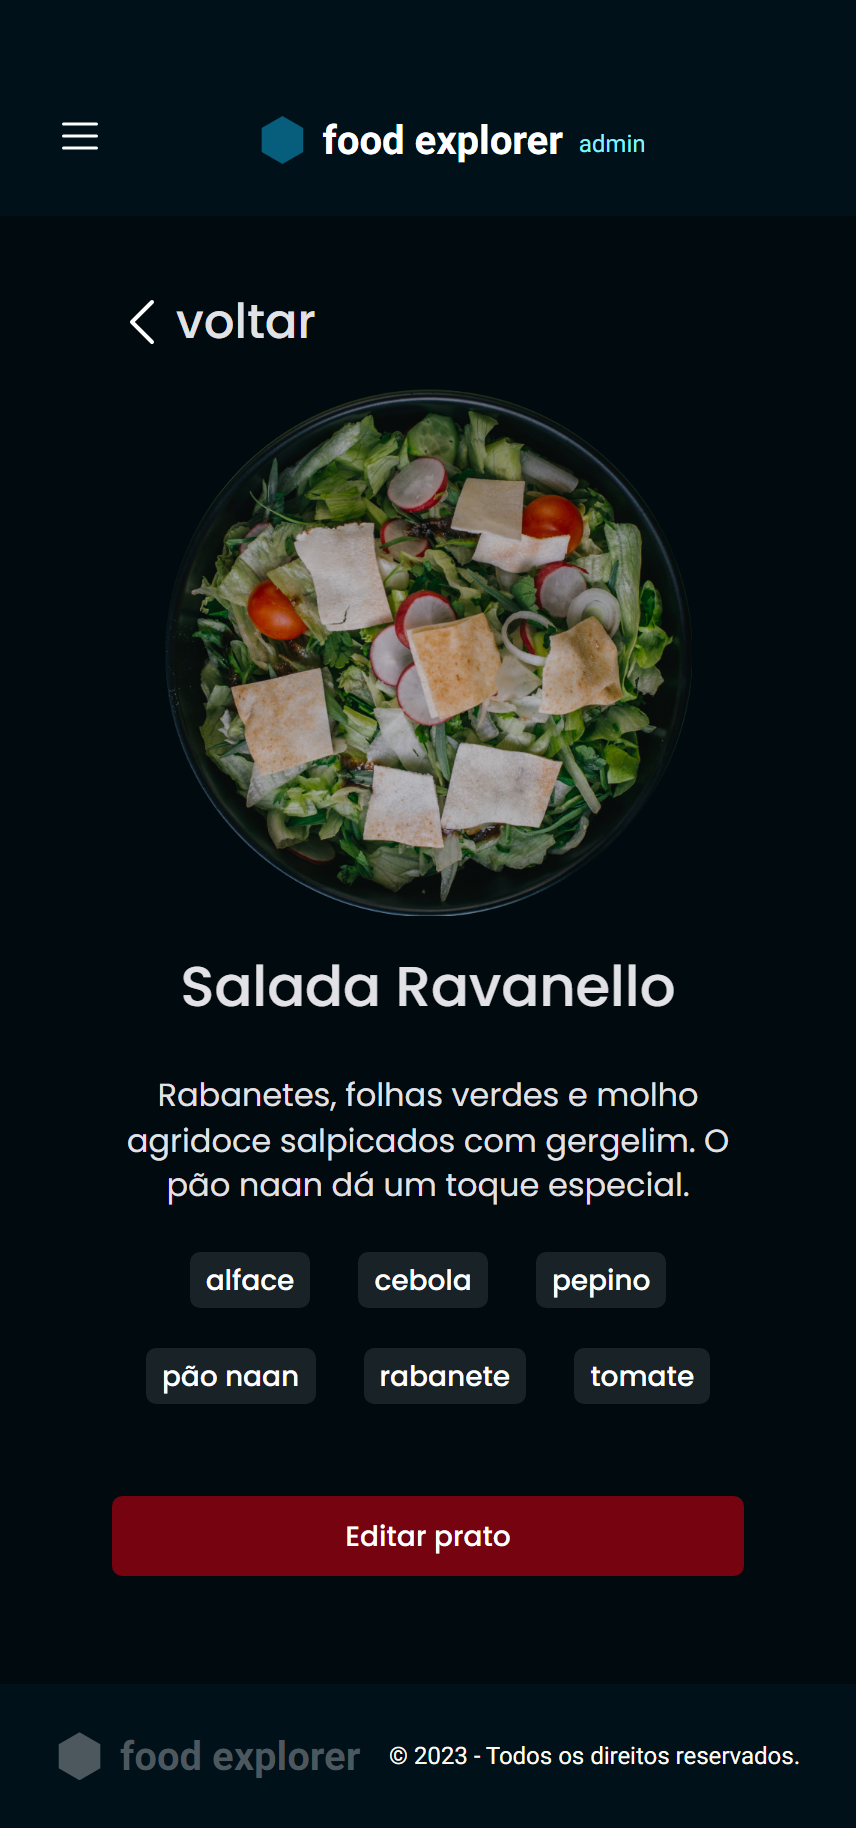 food explorer admin
voltar
Salada Ravanello
Rabanetes, folhas verdes e molho
agridoce salpicados com gergelim. O
pão naan dá um toque especial.
alface cebola pepino
pão naan rabanete tomate
Editar prato
food explorer © 2023 - Todos os direitos reservados.